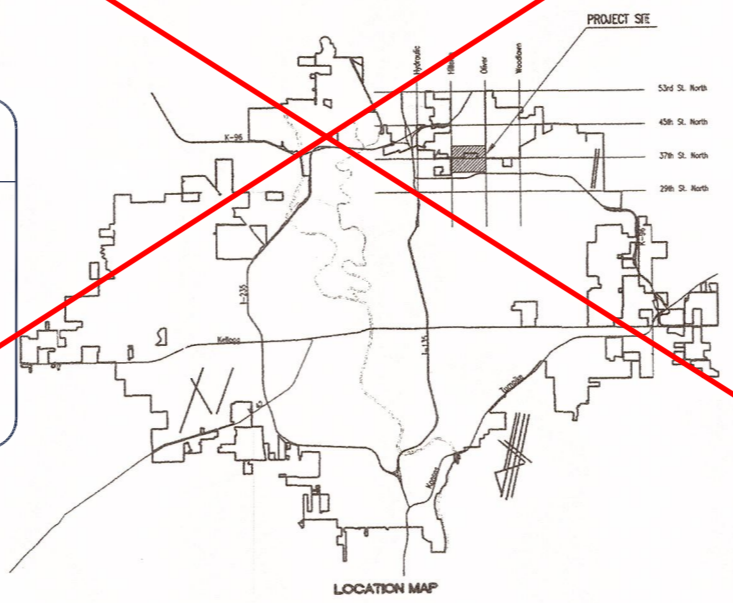 PROJECT SITE
Hydraulic
Hillside
Oliver
Woodlawn
53rd St. North
45th St. North
K-96
37th St. North
29th St. North
K-96
I-235
Kellogg
I-135
Turnpike
LOCATION MAP